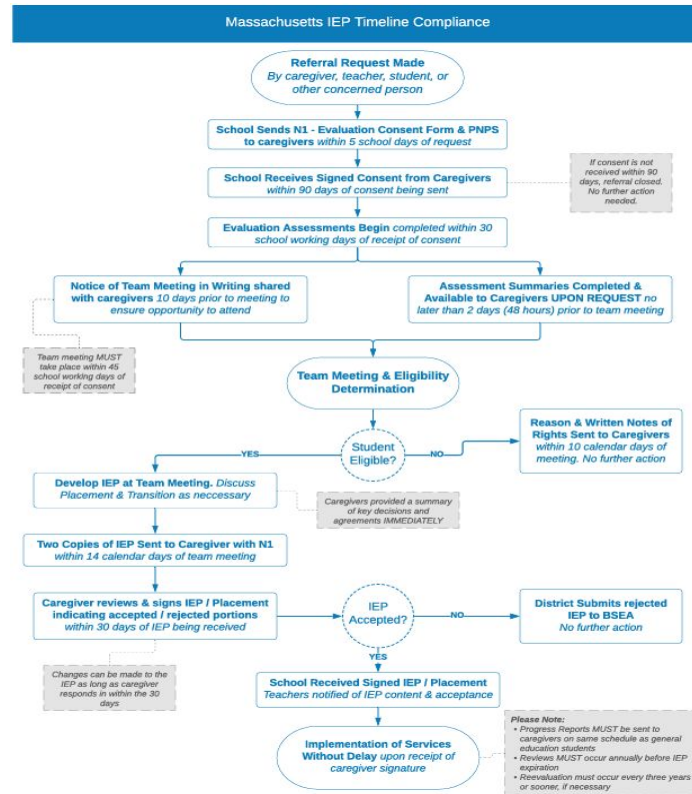 Massachusetts IEP Timeline Compliance
Referral Request Made
By caregiver, teacher, student, or
other concerned person
School Sends N1 - Evaluation Consent Form & PNPS
to caregivers within 5 school days of request
School Receives Signed Consent from Caregivers
within 90 days of consent being sent
If consent is not
received within 90
days, referral closed.
No further action
needed.
Evaluation Assessments Begin completed within 30
school working days of receipt of consent
Notice of Team Meeting in Writing shared
with caregivers 10 days prior to meeting to
ensure opportunity to attend
Assessment Summaries Completed &
Available to Caregivers UPON REQUEST no
later than 2 days (48 hours) prior to team meeting
Team meeting MUST
take place within 45
school working days of
receipt of consent
Team Meeting & Eligibility
Determination
Student
Eligible?
YES
NO
Reason & Written Notes of
Rights Sent to Caregivers
within 10 calendar days of
meeting. No further action
Develop IEP at Team Meeting. Discuss
Placement & Transition as neccessary
Caregivers provided a summary
of key decisions and
agreements IMMEDIATELY
Two Copies of IEP Sent to Caregiver with N1
within 14 calendar days of team meeting
Caregiver reviews & signs IEP / Placement
indicating accepted / rejected portions
within 30 days of IEP being received
IEP
Accepted?
NO
District Submits rejected
IEP to BSEA
No further action
YES
Changes can be made to the
IEP as long as caregiver
responds in within the 30
days
School Received Signed IEP / Placement
Teachers notified of IEP content & acceptance
Implementation of Services
Without Delay upon receipt of
caregiver signature
Please Note:
• Progress Reports MUST be sent to
caregivers on same schedule as general
education students
• Reviews MUST occur annually before IEP
expiration
• Reevaluation must occur every three years
or sooner, if necessary